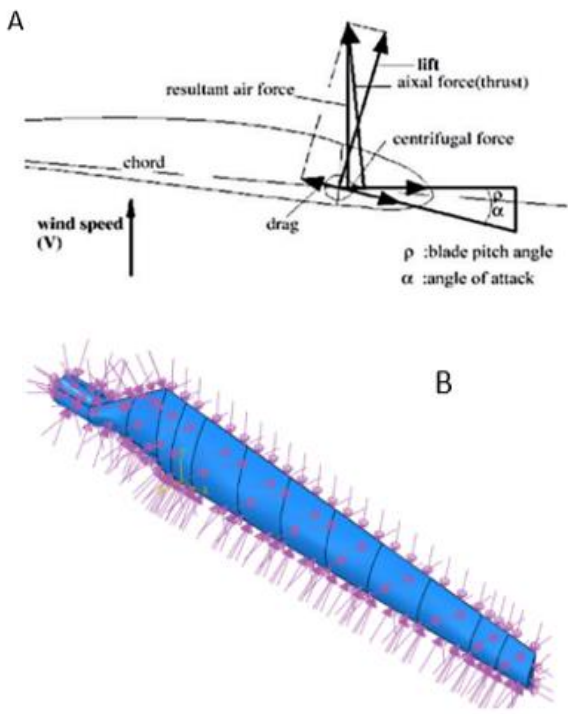 A
lift
resultant air force
aixal force(thrust)
centrifugal force
chord
drag
ρ
α
wind speed
(V)
ρ :blade pitch angle
α :angle of attack
B